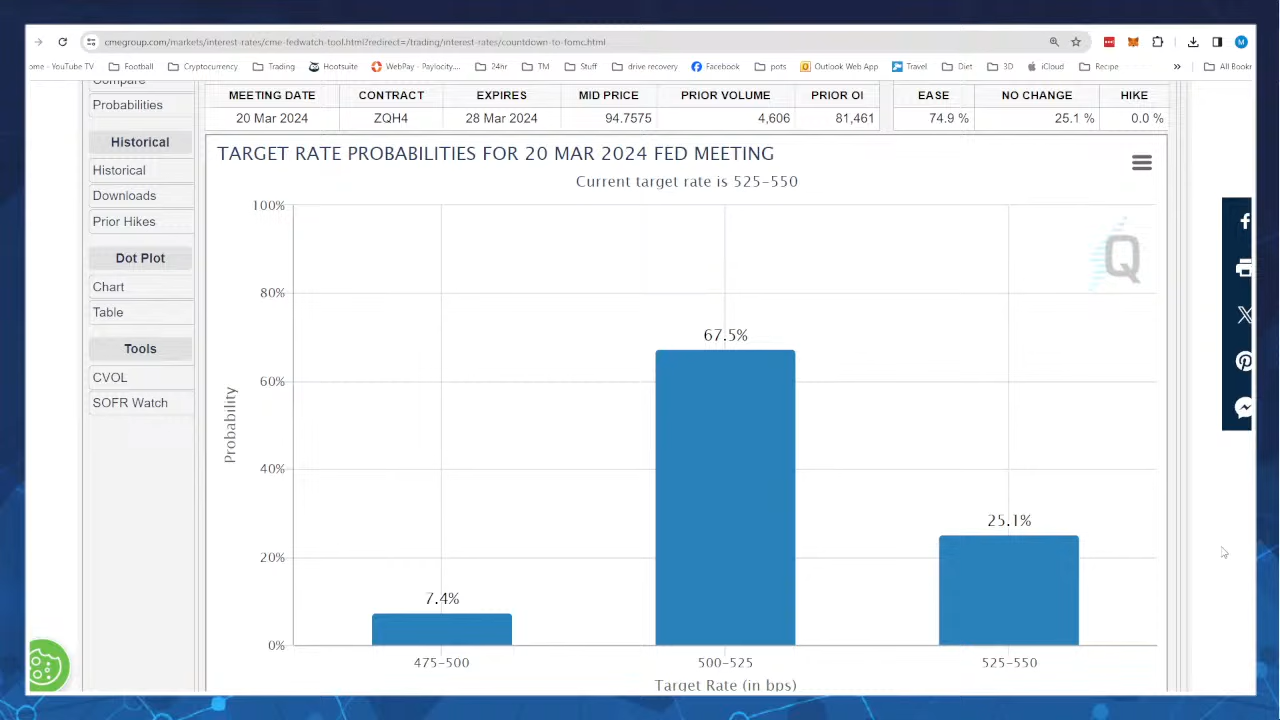 cmegroup.com/markets/interest-rates/cme-fedwatch-tool.html?redirect=/trading/interest-rates/countdown-to-fomc.html
M
ome - YouTube TV Football Cryptocurrency Trading Hootsuite WebPay - Paylocity.... 24hr TM Stuff drive recovery Facebook pots Outlook Web App Travel Diet 3D iCloud Recipe » All Bookr
Compare
Probabilities
Historical
Historical
Downloads
Prior Hikes
Dot Plot
Chart
Table
Tools
CVOL
SOFR Watch
MEETING DATE CONTRACT EXPIRES MID PRICE PRIOR VOLUME PRIOR OI EASE NO CHANGE HIKE
20 Mar 2024 ZQH4 28 Mar 2024 94.7575 4,606 81,461 74.9 % 25.1 % 0.0 %
TARGET RATE PROBABILITIES FOR 20 MAR 2024 FED MEETING
Current target rate is 525-550
100%
Q
80%
67.5%
60%
Probability
40%
25.1%
20%
7.4%
0%
475-500 500-525 525-550
Target Rate (in bps)